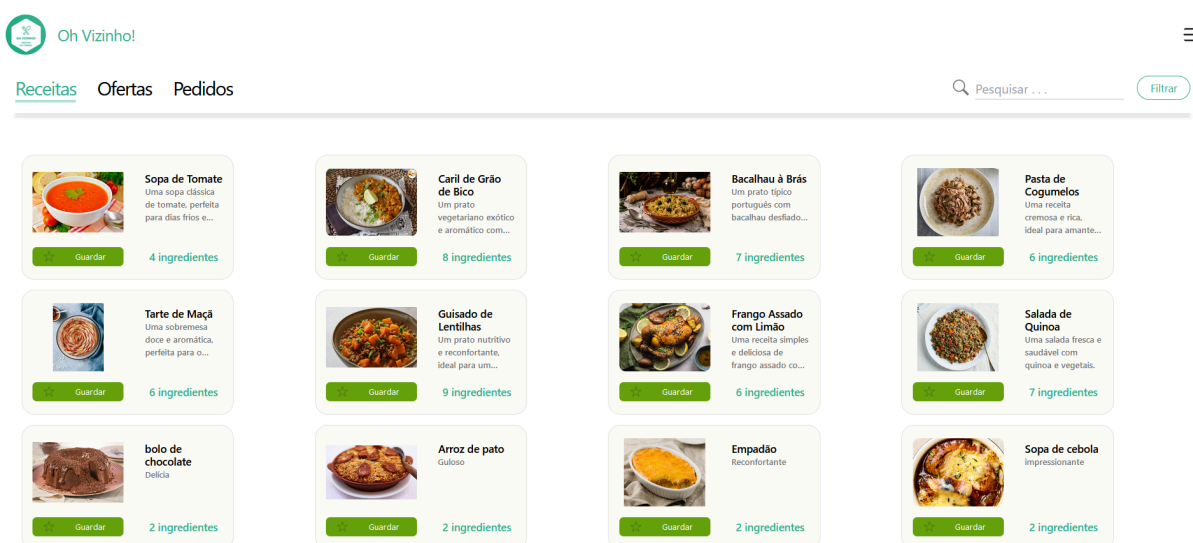 Oh Vizinho!
Receitas Ofertas Pedidos
Pesquisar . . .
Filtrar
Sopa de Tomate
Uma sopa clássica
de tomate, perfeita
para dias frios e...
Guardar
4 ingredientes
Caril de Grão
de Bico
Um prato
vegetariano exótico
e aromático com...
Guardar
8 ingredientes
Bacalhau à Brás
Um prato típico
português com
bacalhau desfiado...
Guardar
7 ingredientes
Pasta de
Cogumelos
Uma receita
cremosa e rica,
ideal para amante...
Guardar
6 ingredientes
Tarte de Maçã
Uma sobremesa
doce e aromática,
perfeita para o...
Guardar
6 ingredientes
Guisado de
Lentilhas
Um prato nutritivo
e reconfortante,
ideal para um...
Guardar
9 ingredientes
Frango Assado
com Limão
Uma receita simples
e deliciosa de
frango assado co...
Guardar
6 ingredientes
Salada de
Quinoa
Uma salada fresca e
saudável com
quinoa e vegetais.
Guardar
7 ingredientes
bolo de
chocolate
Delícia
Guardar
2 ingredientes
Arroz de pato
Guloso
Guardar
2 ingredientes
Empadão
Reconfortante
Guardar
2 ingredientes
Sopa de cebola
impressionante
Guardar
2 ingredientes